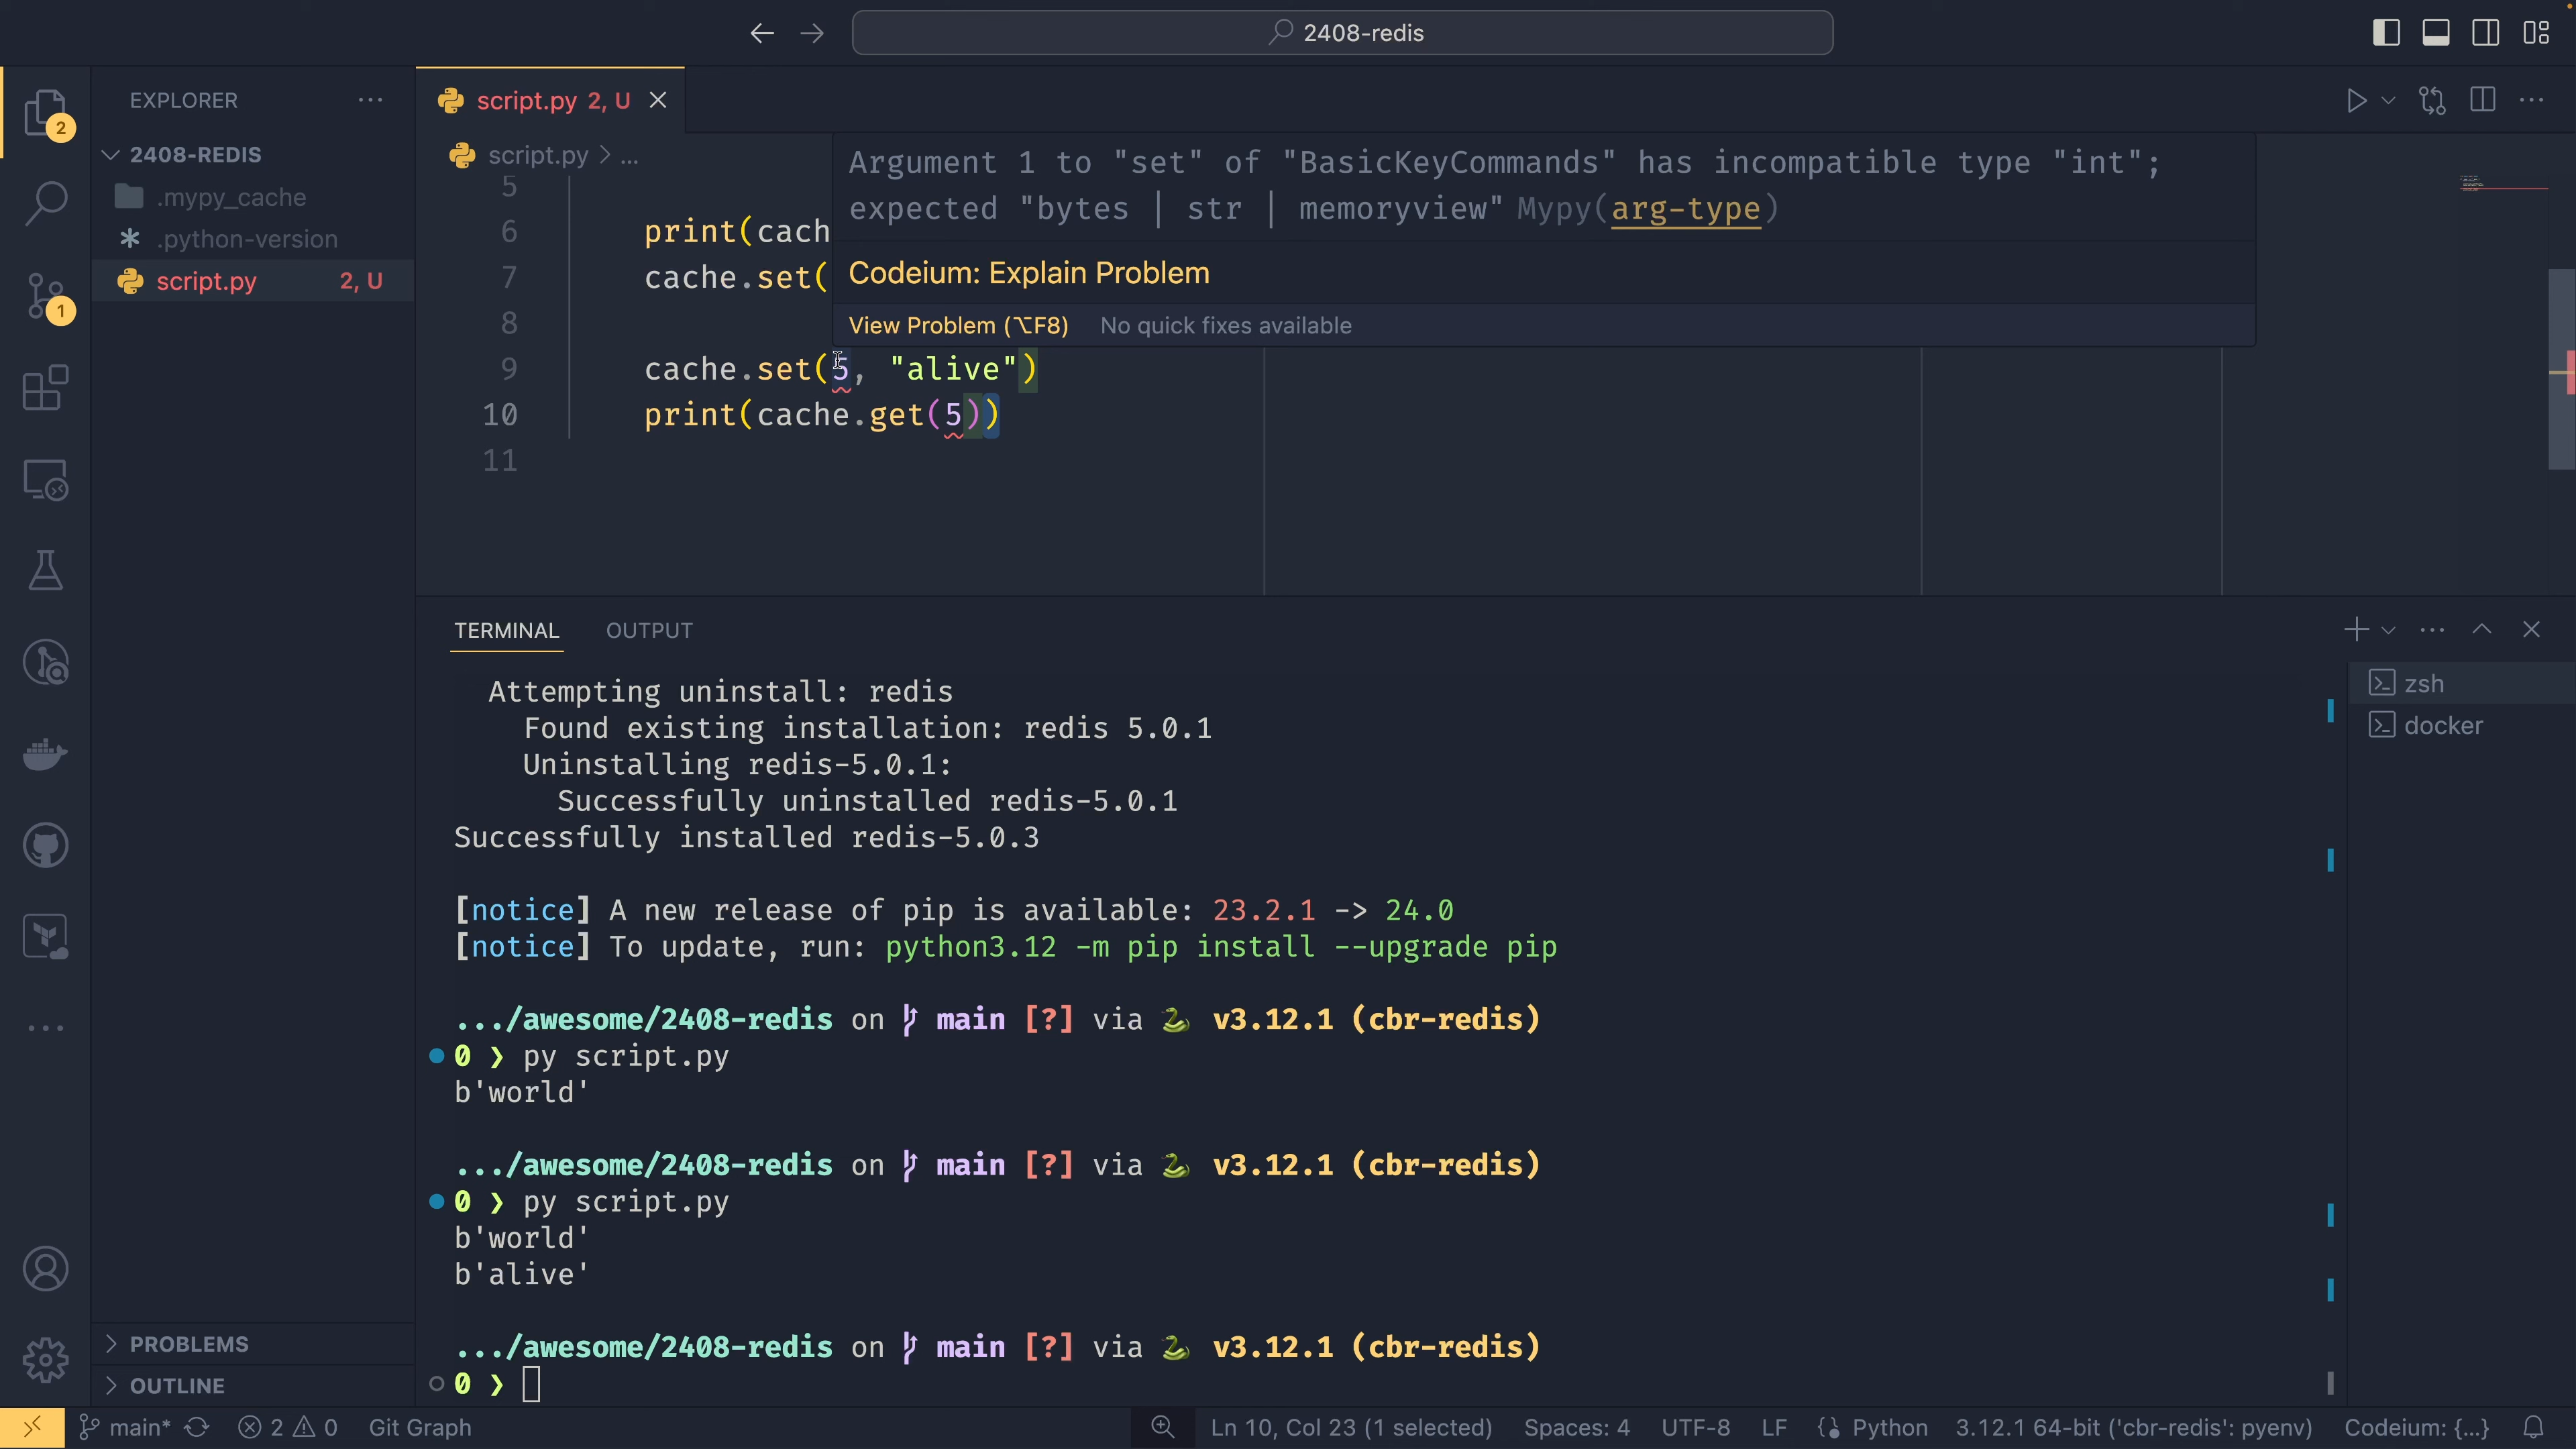 2408-redis
EXPLORER
2
2408-REDIS
.mypy_cache
.python-version
script.py 2, U
1
script.py 2, U
script.py > ...
5
6 print(cach
7 cache.set(
8
9 cache.set(5, "alive")
10 print(cache.get(5))
11
Argument 1 to "set" of "BasicKeyCommands" has incompatible type "int";
expected "bytes | str | memoryview" Mypy(arg-type)
Codeium: Explain Problem
View Problem (⌥F8) No quick fixes available
TERMINAL OUTPUT
zsh
docker
Attempting uninstall: redis
Found existing installation: redis 5.0.1
Uninstalling redis-5.0.1:
Successfully uninstalled redis-5.0.1
Successfully installed redis-5.0.3
[notice] A new release of pip is available: 23.2.1 -> 24.0
[notice] To update, run: python3.12 -m pip install --upgrade pip
.../awesome/2408-redis on main [?] via 🐍 v3.12.1 (cbr-redis)
0 ❯ py script.py
b'world'
.../awesome/2408-redis on main [?] via 🐍 v3.12.1 (cbr-redis)
0 ❯ py script.py
b'world'
b'alive'
.../awesome/2408-redis on main [?] via 🐍 v3.12.1 (cbr-redis)
0 ❯
PROBLEMS
OUTLINE
main* 2 0 Git Graph Ln 10, Col 23 (1 selected) Spaces: 4 UTF-8 LF Python 3.12.1 64-bit ('cbr-redis': pyenv) Codeium: {...}